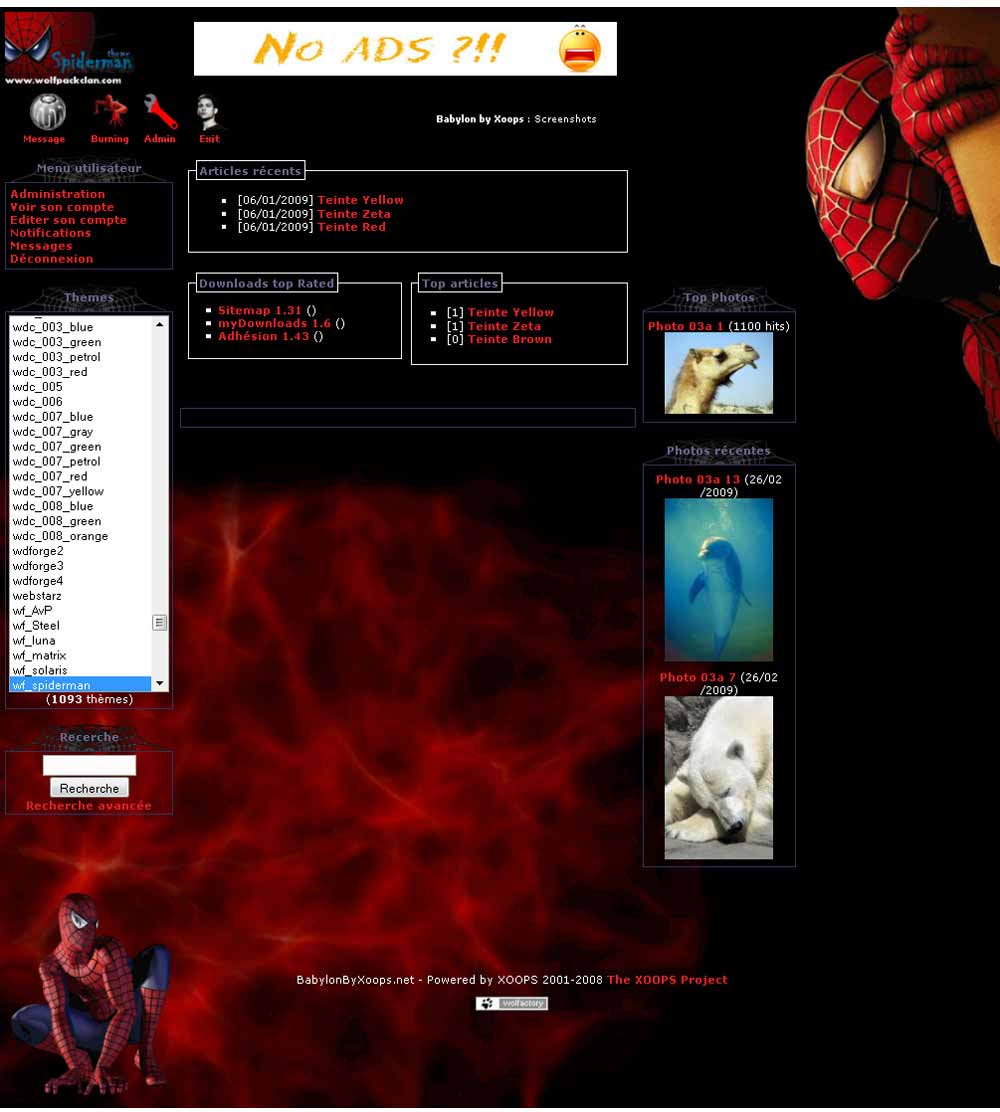 theme
Spiderman
www.wolfpackclan.com
No ADS ?!!
Message
Burning
Admin
Exit
Babylon by Xoops : Screenshots
Menu utilisateur
Administration
Voir son compte
Editer son compte
Notifications
Messages
Déconnexion
Themes
wdc_003_blue
wdc_003_green
wdc_003_petrol
wdc_003_red
wdc_005
wdc_006
wdc_007_blue
wdc_007_gray
wdc_007_green
wdc_007_petrol
wdc_007_red
wdc_007_yellow
wdc_008_blue
wdc_008_green
wdc_008_orange
wdforge2
wdforge3
wdforge4
webstarz
wf_AvP
wf_Steel
wf_luna
wf_matrix
wf_solaris
wf_spiderman
(1093 thèmes)
Recerche
Recherche
Recherche avancée
Articles récents
[06/01/2009] Teinte Yellow
[06/01/2009] Teinte Zeta
[06/01/2009] Teinte Red
Downloads top Rated
Sitemap 1.31 ()
myDownloads 1.6 ()
Adhésion 1.43 ()
Top articles
[1] Teinte Yellow
[1] Teinte Zeta
[0] Teinte Brown
Top Photos
Photo 03a 1 (1100 hits)
Photos récentes
Photo 03a 13 (26/02
/2009)
Photo 03a 7 (26/02
/2009)
BabylonByXoops.net - Powered by XOOPS 2001-2008 The XOOPS Project
wolfactory